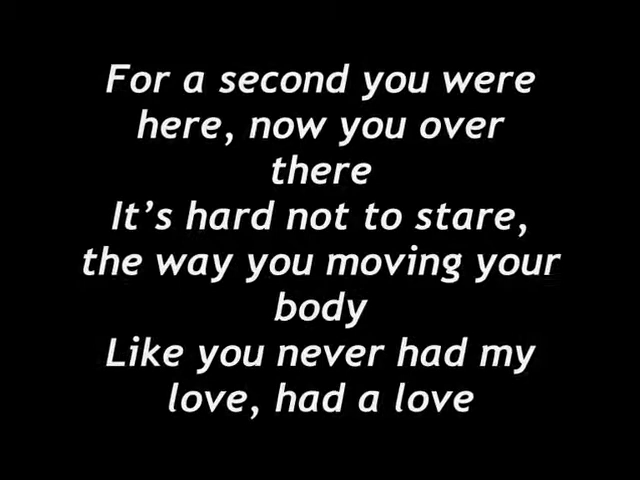 For a second you were
here, now you over
there
It’s hard not to stare,
the way you moving your
body
Like you never had my
love, had a love